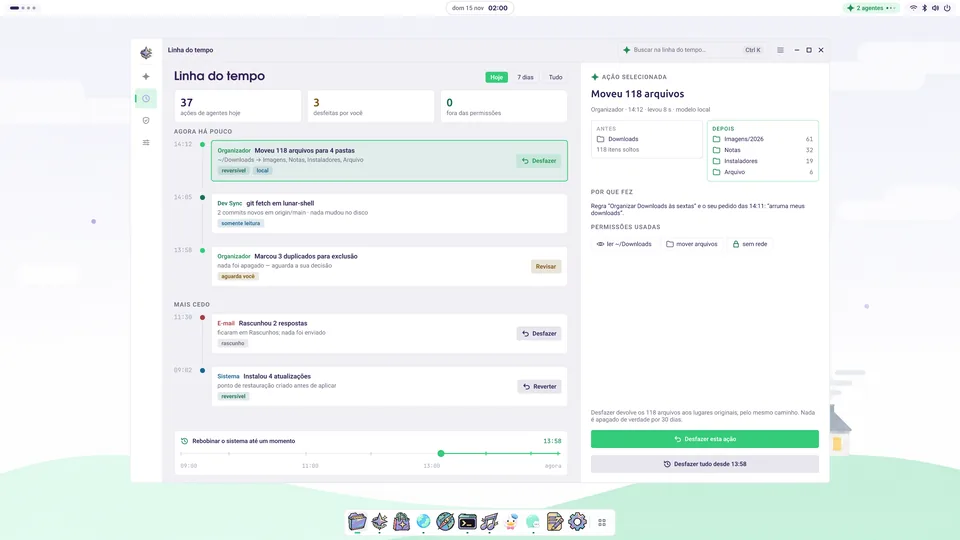 dom 15 nov 02:00
2 agentes
Linha do tempo
Buscar na linha do tempo...
Ctrl K
Linha do tempo
Hoje
7 dias
Tudo
37
ações de agentes hoje
3
desfeitas por você
0
fora das permissões
AGORA HÁ POUCO
14:12
Organizador Moveu 118 arquivos para 4 pastas
~/Downloads → Imagens, Notas, Instaladores, Arquivo
reversível
local
Desfazer
14:05
Dev Sync git fetch em lunar-shell
2 commits novos em origin/main · nada mudou no disco
somente leitura
13:58
Organizador Marcou 3 duplicados para exclusão
nada foi apagado — aguarda a sua decisão
aguarda você
Revisar
MAIS CEDO
11:30
E-mail Rascunhou 2 respostas
ficaram em Rascunhos; nada foi enviado
rascunho
Desfazer
09:02
Sistema Instalou 4 atualizações
ponto de restauração criado antes de aplicar
reversível
Reverter
Rebobinar o sistema até um momento
13:58
09:00
11:00
13:00
agora
AÇÃO SELECIONADA
Moveu 118 arquivos
Organizador · 14:12 · levou 6 s · modelo local
ANTES
Downloads
118 itens soltos
DEPOIS
Imagens/2026 61
Notas 32
Instaladores 19
Arquivo 6
POR QUE FEZ
Regra "Organizar Downloads às sextas" e o seu pedido das 14:11: "arruma meus
downloads".
PERMISSÕES USADAS
ler ~/Downloads
mover arquivos
sem rede
Desfazer devolve os 118 arquivos aos lugares originais, pelo mesmo caminho. Nada
é apagado de verdade por 30 dias.
Desfazer esta ação
Desfazer tudo desde 13:58